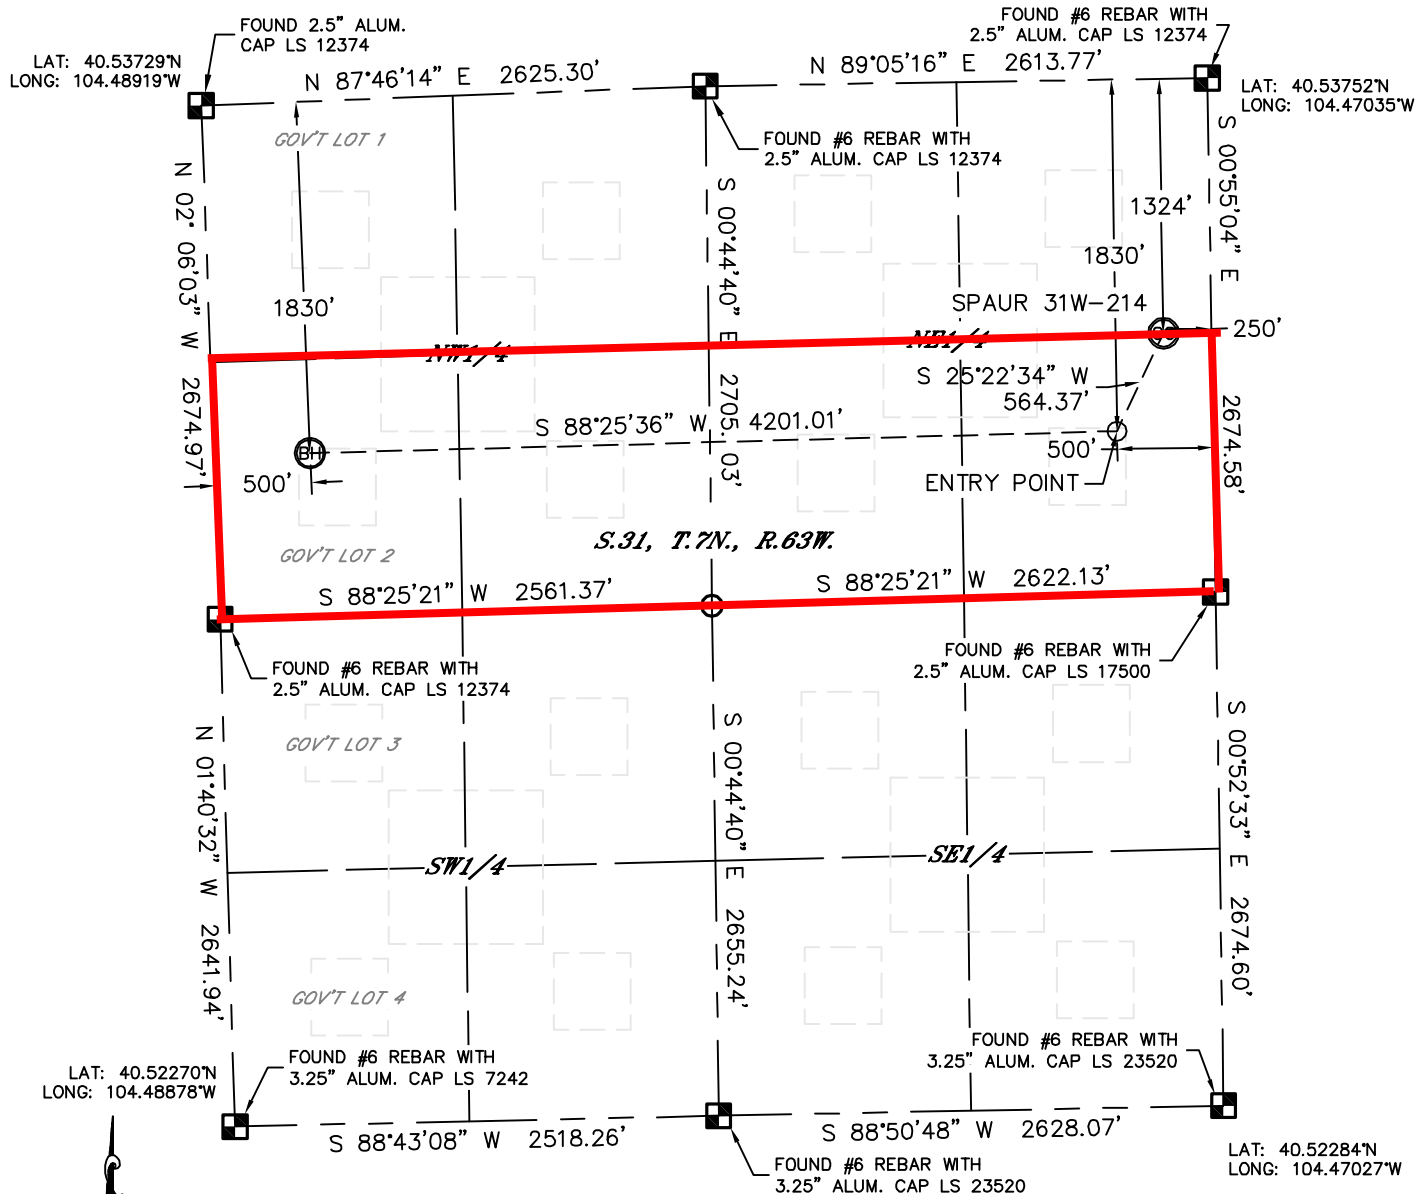 FOUND 2.5" ALUM.
CAP LS 12374
FOUND #6 REBAR WITH
2.5" ALUM. CAP LS 12374
LAT: 40.53729°N
LONG: 104.48919°W
N 87°46'14" E 2625.30'
N 89°05'16" E 2613.77'
LAT: 40.53752°N
LONG: 104.47035°W
GOV'T LOT 1
FOUND #6 REBAR WITH
2.5" ALUM. CAP LS 12374
N 02° 06'03" W 2674.97'
S 00°44'40" E 2705.03'
S 00°55'04" E 2674.58'
1324'
1830'
1830'
SPAUR 31W-214
250'
NW1/4
NE1/4
S 25°22'34" W
564.37'
S 88°25'36" W 4201.01'
BH
500'
500'
ENTRY POINT
S.31, T.7N., R.63W.
GOV'T LOT 2
S 88°25'21" W 2561.37'
S 88°25'21" W 2622.13'
FOUND #6 REBAR WITH
2.5" ALUM. CAP LS 12374
FOUND #6 REBAR WITH
2.5" ALUM. CAP LS 17500
N 01°40'32" W 2641.94'
GOV'T LOT 3
S 00°44'40" E 2655.24'
S 00°52'33" E 2674.60'
SW1/4
SE1/4
GOV'T LOT 4
LAT: 40.52270°N
LONG: 104.48878°W
FOUND #6 REBAR WITH
3.25" ALUM. CAP LS 7242
FOUND #6 REBAR WITH
3.25" ALUM. CAP LS 23520
S 88°43'08" W 2518.26'
S 88°50'48" W 2628.07'
FOUND #6 REBAR WITH
3.25" ALUM. CAP LS 23520
LAT: 40.52284°N
LONG: 104.47027°W